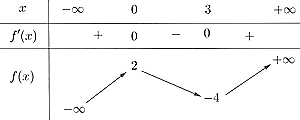 x −∞ 0 3 +∞
f′(x) + 0 − 0 +
f(x) −∞ 2 −4 +∞